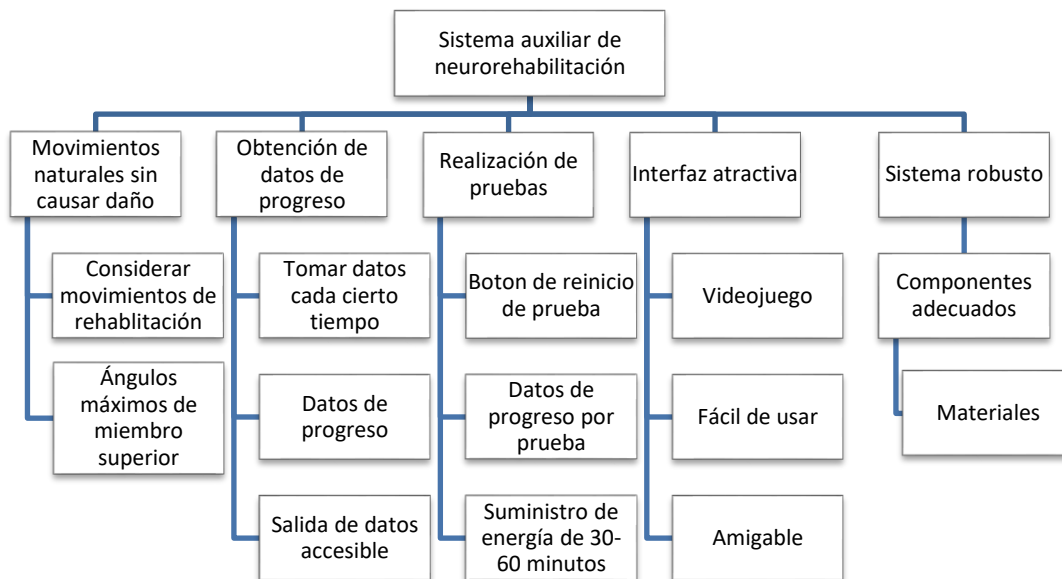 Sistema auxiliar de
neurorehabilitación
Movimientos
naturales sin
causar daño
Considerar
movimientos de
rehablitación
Ángulos
máximos de
miembro
superior
Obtención de
datos de
progreso
Tomar datos
cada cierto
tiempo
Datos de
progreso
Salida de datos
accesible
Realización de
pruebas
Boton de reinicio
de prueba
Datos de
progreso por
prueba
Suministro de
energía de 30-
60 minutos
Interfaz atractiva
Videojuego
Fácil de usar
Amigable
Sistema robusto
Componentes
adecuados
Materiales